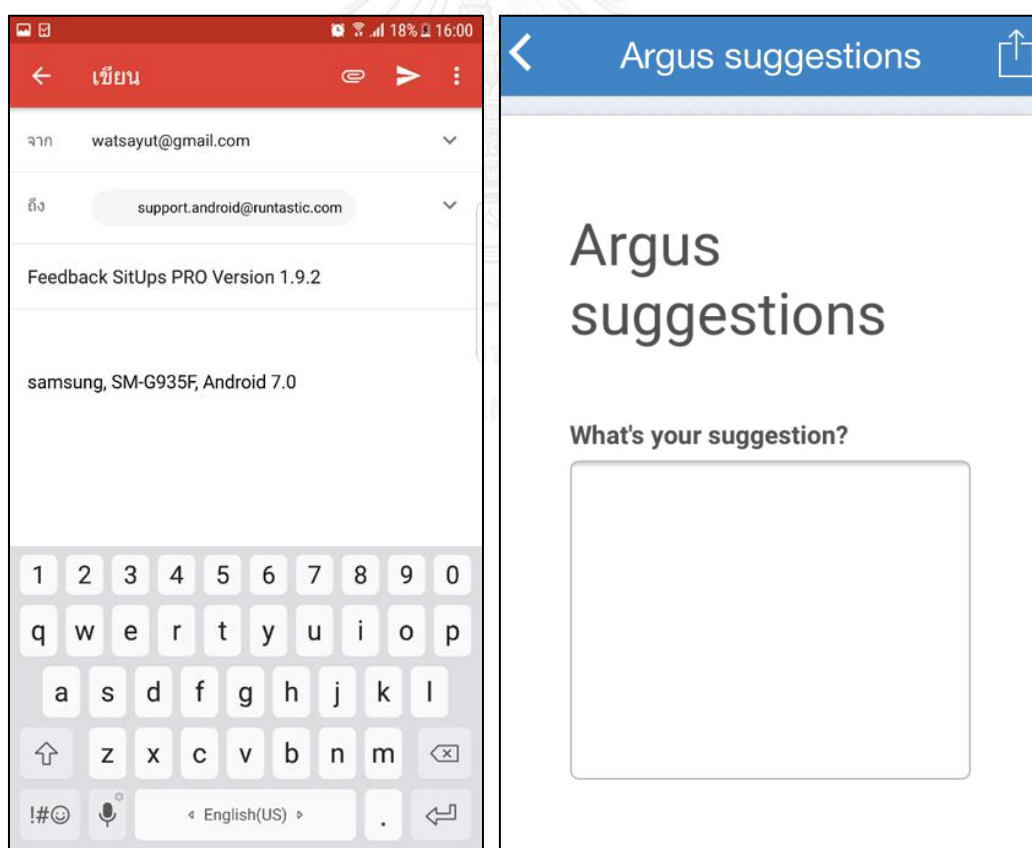 18% 16:00
เขียน
จาก watsayut@gmail.com
ถึง support.android@runtastic.com
Feedback SitUps PRO Version 1.9.2
samsung, SM-G935F, Android 7.0
1 2 3 4 5 6 7 8 9 0
q w e r t y u i o p
a s d f g h j k l
z x c v b n m
!#☺ English(US) .
Argus suggestions
Argus
suggestions
What's your suggestion?